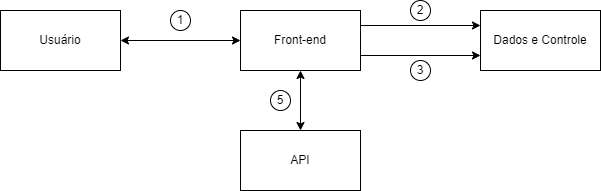 1
2
Usuário
Front-end
Dados e Controle
3
5
API